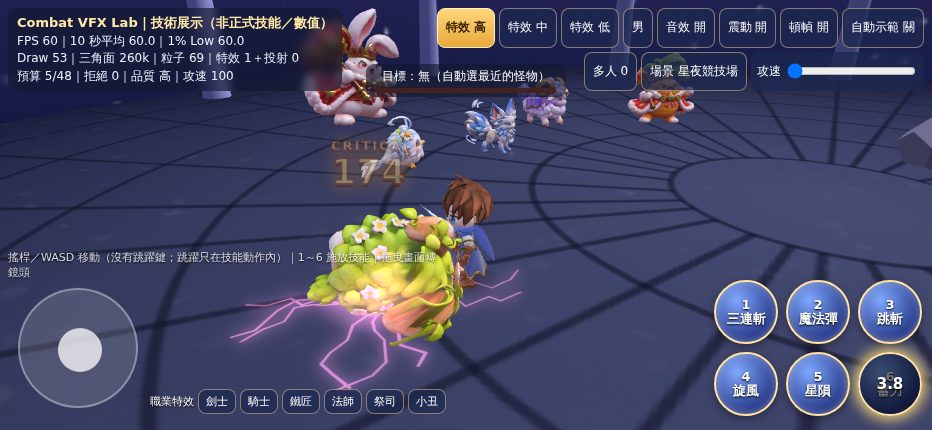 Combat VFX Lab｜技術展示（非正式技能／數值）
FPS 60｜10 秒平均 60.0｜1% Low 60.0
Draw 53｜三角面 260k｜粒子 69｜特效 1＋投射 0
預算 5/48｜拒絕 0｜品質 高｜攻速 100
特效 高
特效 中
特效 低
男
音效 開
震動 開
頓幀 開
自動示範 關
多人 0
場景 星夜競技場
攻速
目標：無（自動選最近的怪物）
CRITICAL
174
搖桿／WASD 移動（沒有跳躍鍵；跳躍只在技能動作內）｜1～6 施放技能｜拖曳畫面轉
鏡頭
1
三連斬
2
魔法彈
3
跳斬
4
旋風
5
星隕
6
3.8
蓄力
職業特效
劍士
騎士
鐵匠
法師
祭司
小丑